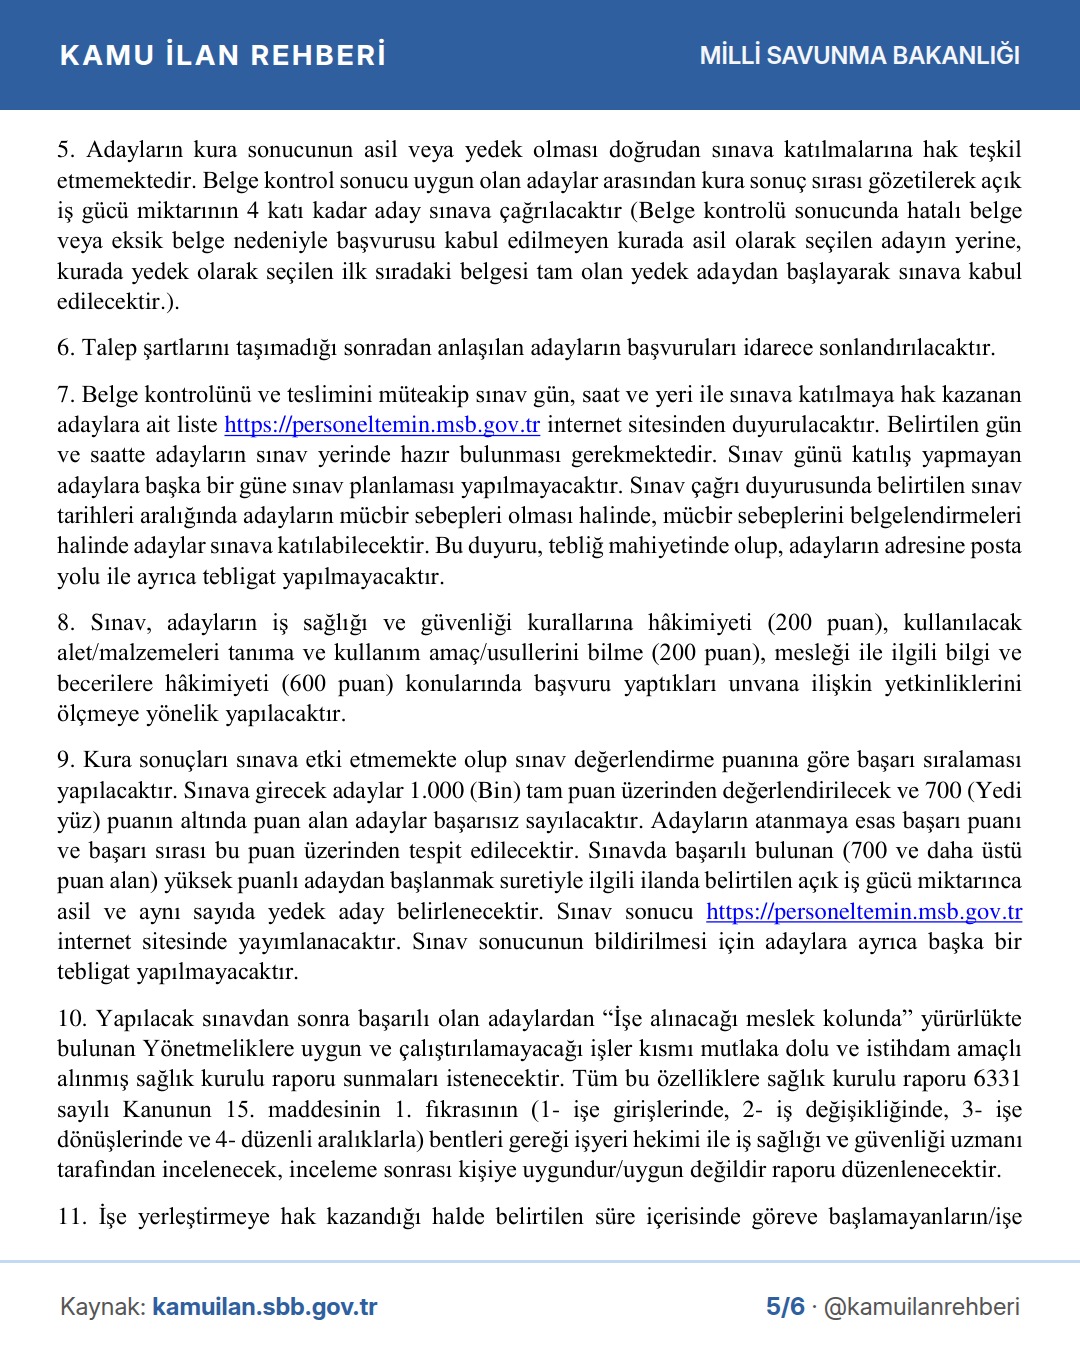 KAMU İLAN REHBERİ
MİLLİ SAVUNMA BAKANLIĞI
5. Adayların kura sonucunun asil veya yedek olması doğrudan sınava katılmalarına hak teşkil
etmemektedir. Belge kontrol sonucu uygun olan adaylar arasından kura sonuç sırası gözetilerek açık
iş gücü miktarının 4 katı kadar aday sınava çağrılacaktır (Belge kontrolü sonucunda hatalı belge
veya eksik belge nedeniyle başvurusu kabul edilmeyen kurada asil olarak seçilen adayın yerine,
kurada yedek olarak seçilen ilk sıradaki belgesi tam olan yedek adaydan başlayarak sınava kabul
edilecektir.).
6. Talep şartlarını taşımadığı sonradan anlaşılan adayların başvuruları idarece sonlandırılacaktır.
7. Belge kontrolünü ve teslimini müteakip sınav gün, saat ve yeri ile sınava katılmaya hak kazanan
adaylara ait liste https://personeltemin.msb.gov.tr internet sitesinden duyurulacaktır. Belirtilen gün
ve saatte adayların sınav yerinde hazır bulunması gerekmektedir. Sınav günü katılış yapmayan
adaylara başka bir güne sınav planlaması yapılmayacaktır. Sınav çağrı duyurusunda belirtilen sınav
tarihleri aralığında adayların mücbir sebepleri olması halinde, mücbir sebeplerini belgelendirmeleri
halinde adaylar sınava katılabilecektir. Bu duyuru, tebliğ mahiyetinde olup, adayların adresine posta
yolu ile ayrıca tebligat yapılmayacaktır.
8. Sınav, adayların iş sağlığı ve güvenliği kurallarına hâkimiyeti (200 puan), kullanılacak
alet/malzemeleri tanıma ve kullanım amaç/usullerini bilme (200 puan), mesleği ile ilgili bilgi ve
becerilere hâkimiyeti (600 puan) konularında başvuru yaptıkları unvana ilişkin yetkinliklerini
ölçmeye yönelik yapılacaktır.
9. Kura sonuçları sınava etki etmemekte olup sınav değerlendirme puanına göre başarı sıralaması
yapılacaktır. Sınava girecek adaylar 1.000 (Bin) tam puan üzerinden değerlendirilecek ve 700 (Yedi
yüz) puanın altında puan alan adaylar başarısız sayılacaktır. Adayların atanmaya esas başarı puanı
ve başarı sırası bu puan üzerinden tespit edilecektir. Sınavda başarılı bulunan (700 ve daha üstü
puan alan) yüksek puanlı adaydan başlanmak suretiyle ilgili ilanda belirtilen açık iş gücü miktarınca
asil ve aynı sayıda yedek aday belirlenecektir. Sınav sonucu https://personeltemin.msb.gov.tr
internet sitesinde yayımlanacaktır. Sınav sonucunun bildirilmesi için adaylara ayrıca başka bir
tebligat yapılmayacaktır.
10. Yapılacak sınavdan sonra başarılı olan adaylardan “İşe alınacağı meslek kolunda” yürürlükte
bulunan Yönetmeliklere uygun ve çalıştırılamayacağı işler kısmı mutlaka dolu ve istihdam amaçlı
alınmış sağlık kurulu raporu sunmaları istenecektir. Tüm bu özelliklere sağlık kurulu raporu 6331
sayılı Kanunun 15. maddesinin 1. fıkrasının (1- işe girişlerinde, 2- iş değişikliğinde, 3- işe
dönüşlerinde ve 4- düzenli aralıklarla) bentleri gereği işyeri hekimi ile iş sağlığı ve güvenliği uzmanı
tarafından incelenecek, inceleme sonrası kişiye uygundur/uygun değildir raporu düzenlenecektir.
11. İşe yerleştirmeye hak kazandığı halde belirtilen süre içerisinde göreve başlamayanların/işe
Kaynak: kamuilan.sbb.gov.tr
5/6 · @kamuilanrehberi